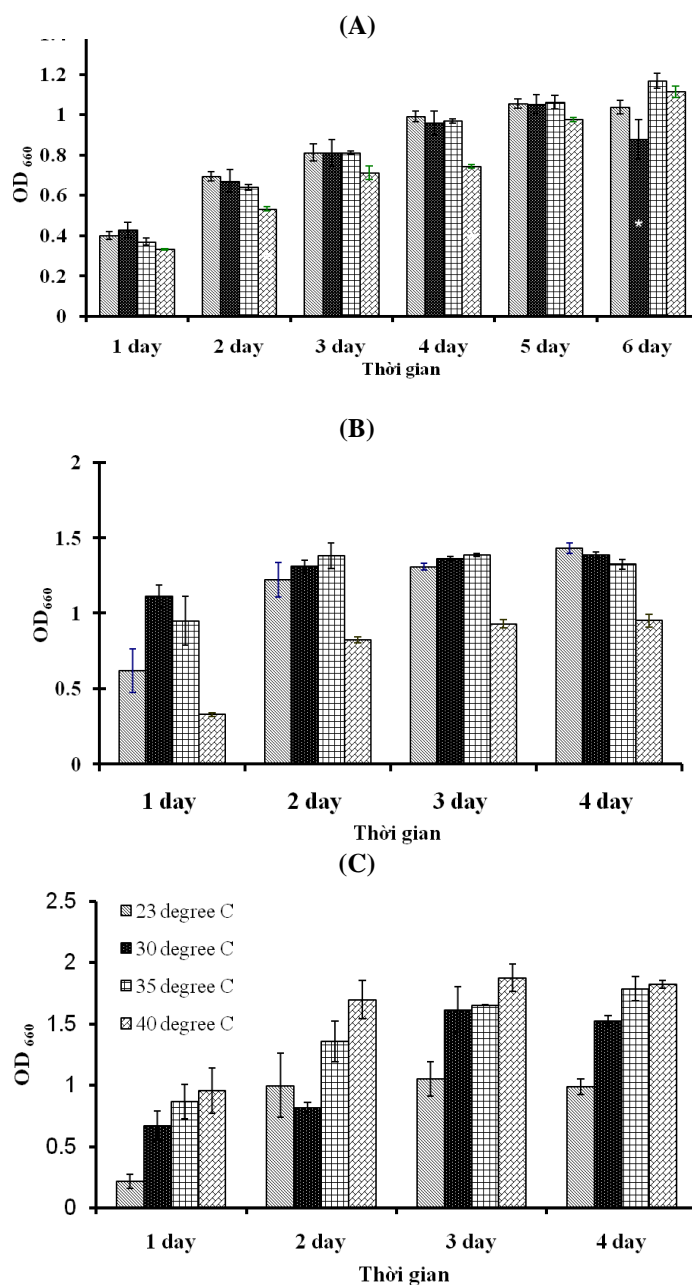 (A)
1.2
1
0.8
0.6
0.4
0.2
0
OD 660
*
1 day 2 day 3 day 4 day 5 day 6 day
Thời gian
(B)
2
1.5
1
0.5
0
OD660
1 day 2 day 3 day 4 day
Thời gian
(C)
2.5
2
1.5
1
0.5
0
OD 660
23 degree C
30 degree C
35 degree C
40 degree C
1 day 2 day 3 day 4 day
Thời gian